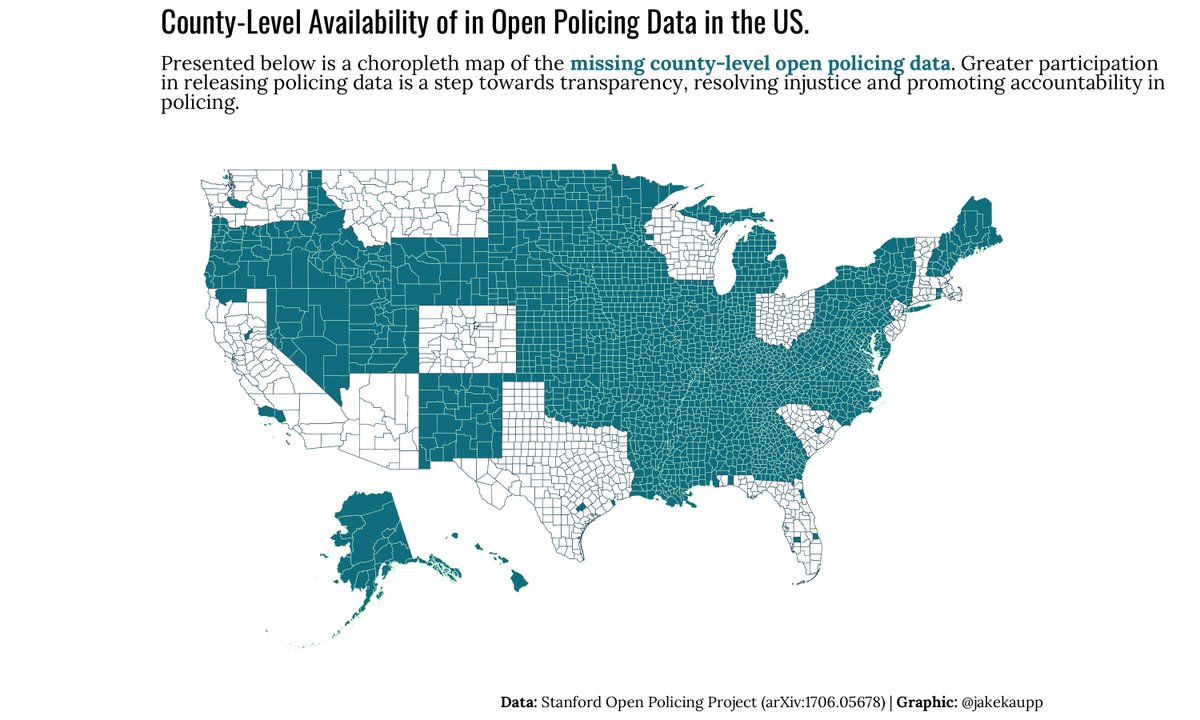 County-Level Availability of in Open Policing Data in the US.
Presented below is a choropleth map of the missing county-level open policing data. Greater participation
in releasing policing data is a step towards transparency, resolving injustice and promoting accountability in
policing.
Data: Stanford Open Policing Project (arXiv:1706.05678) | Graphic: @jakekaupp